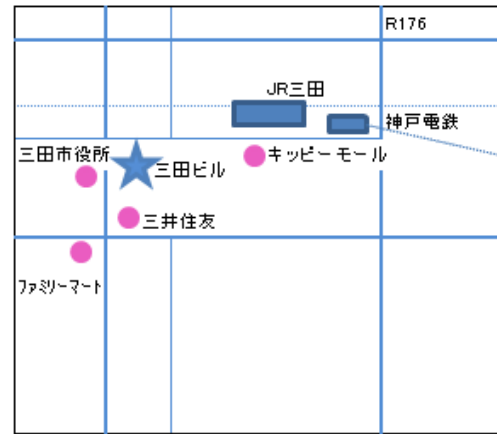 R176
JR三田
神戸電鉄
三田市役所
キッピーモール
三田ビル
三井住友
ファミリーマート